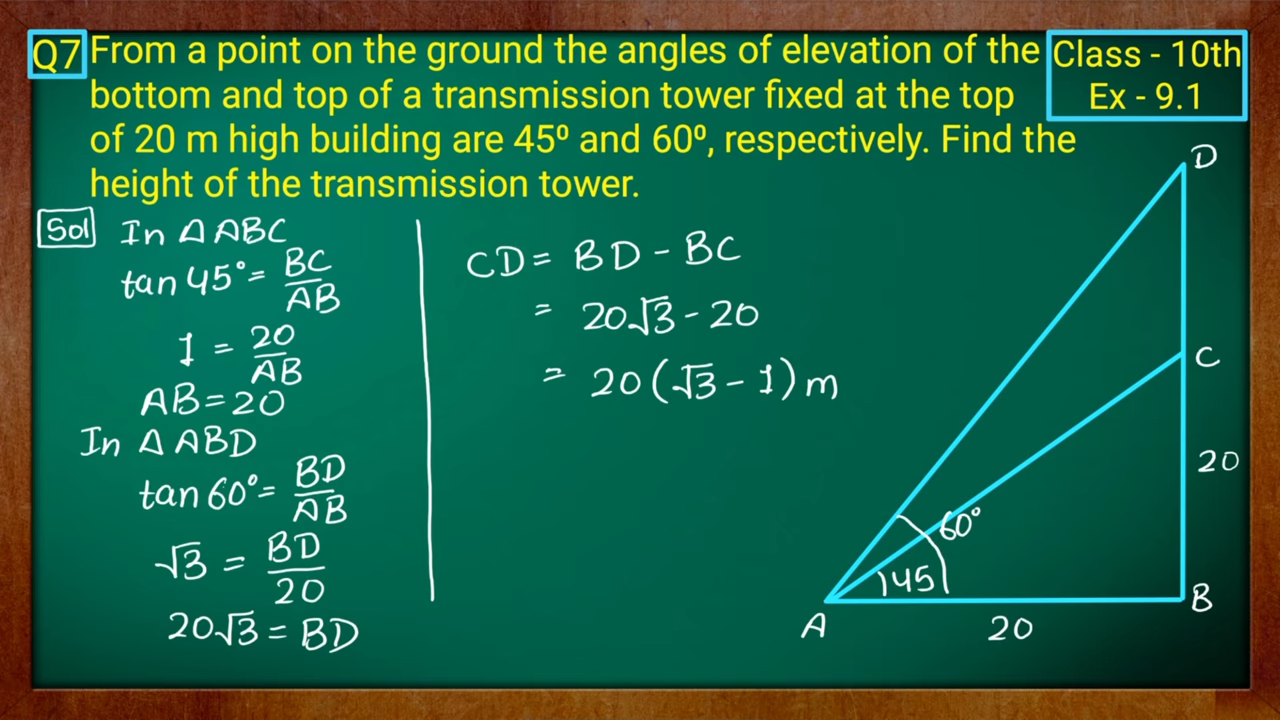 Q7 From a point on the ground the angles of elevation of the
bottom and top of a transmission tower fixed at the top
of 20 m high building are 45⁰ and 60⁰, respectively. Find the
height of the transmission tower.
Class - 10th
Ex - 9.1
Sol In △ ABC
tan 45° = BC/AB
1 = 20/AB
AB = 20
In △ ABD
tan 60° = BD/AB
√3 = BD/20
20√3 = BD
CD = BD - BC
= 20√3 - 20
= 20(√3 - 1) m
D
C
20
60°
45
A
B
20